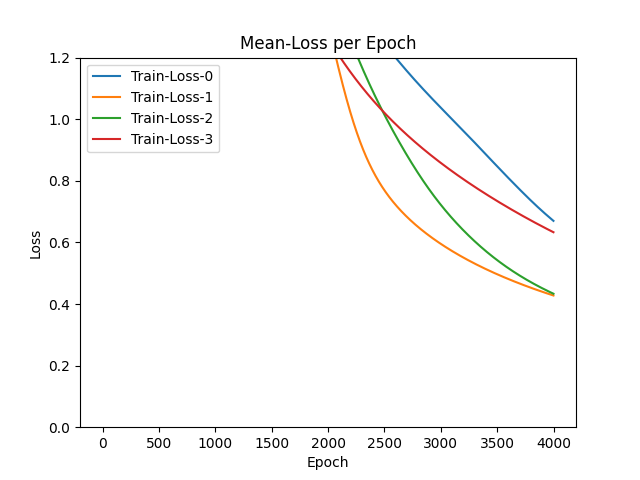 Mean-Loss per Epoch
1.2
1.0
0.8
0.6
0.4
0.2
0.0
Loss
Train-Loss-0
Train-Loss-1
Train-Loss-2
Train-Loss-3
0 500 1000 1500 2000 2500 3000 3500 4000
Epoch